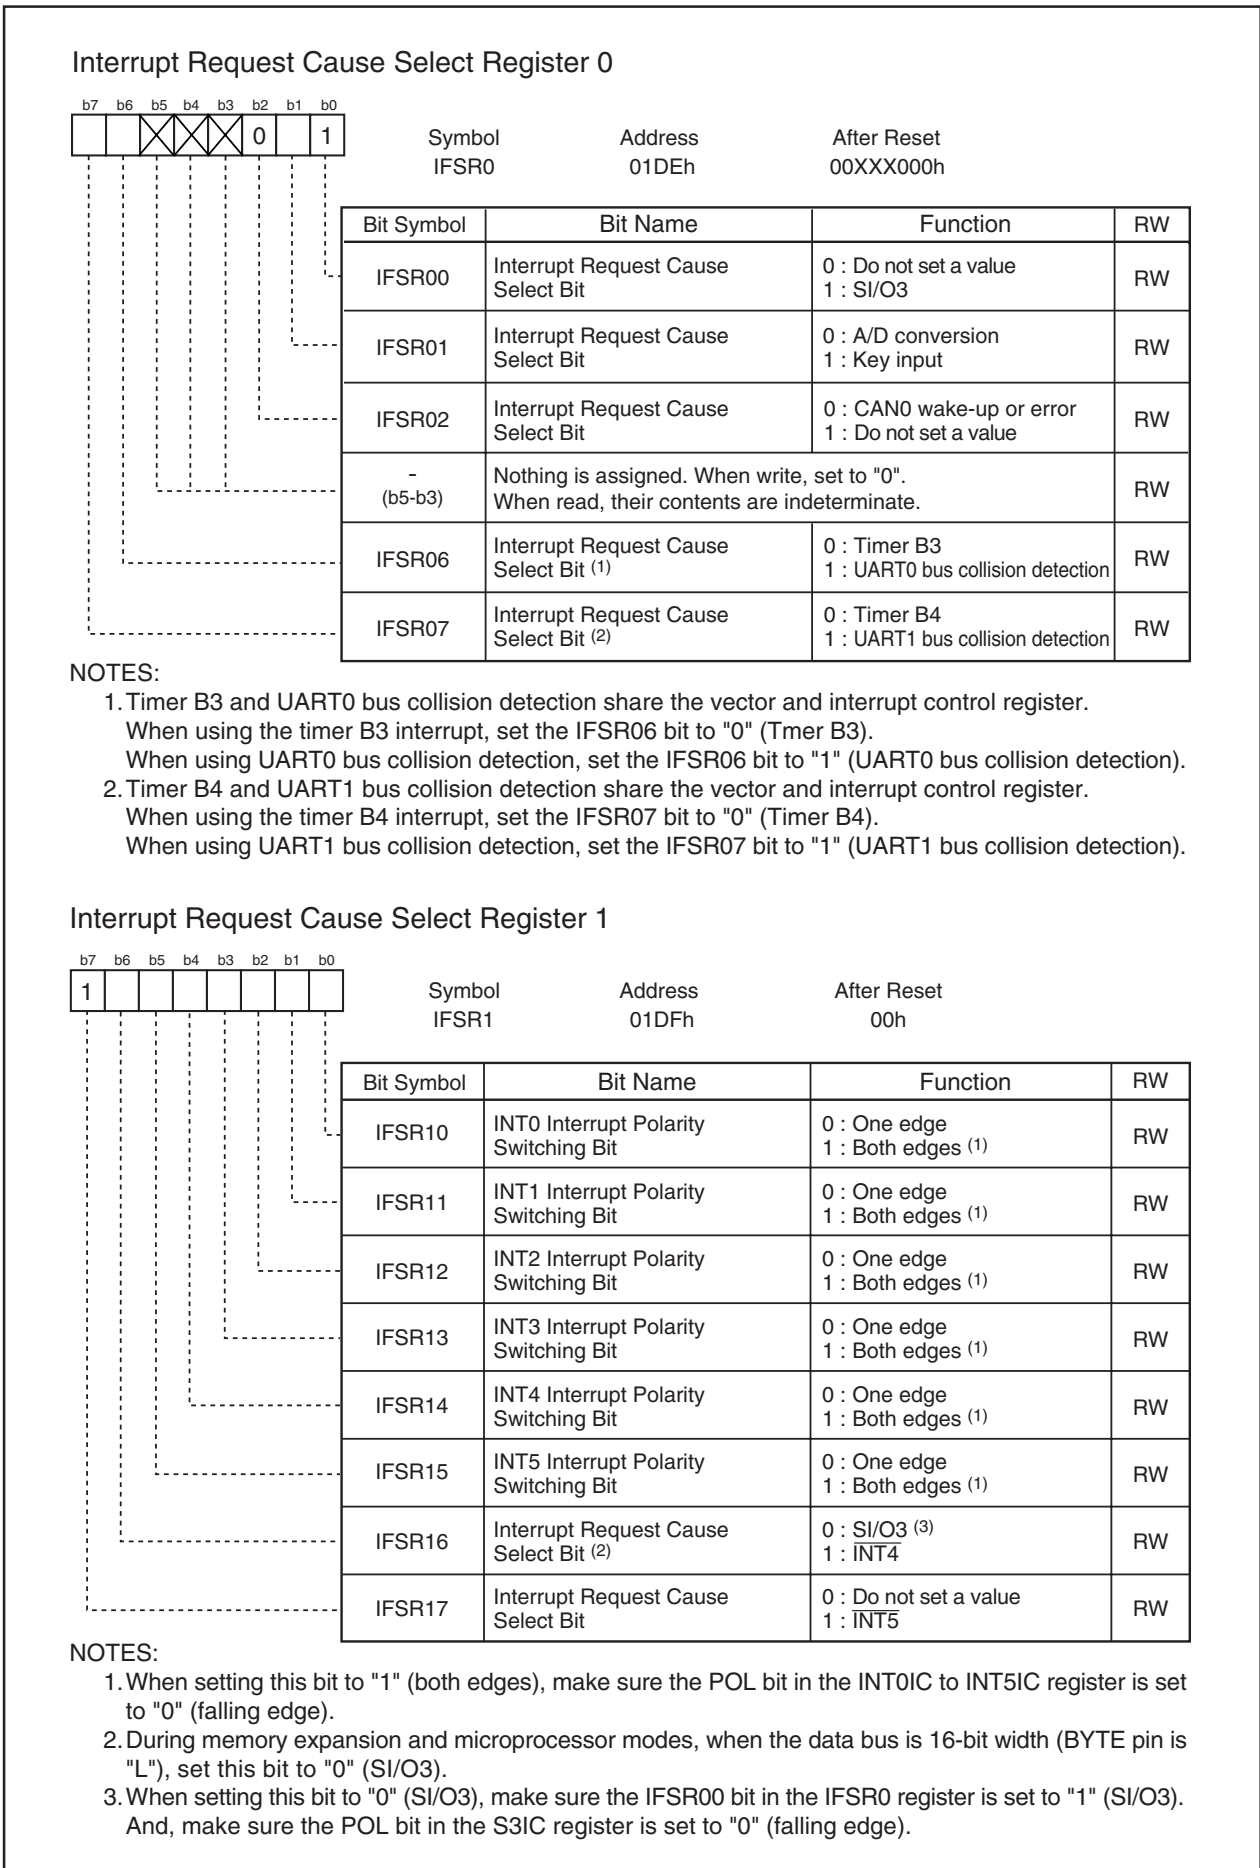 Interrupt Request Cause Select Register 0
b7 b6 b5 b4 b3 b2 b1 b0
0 1
Symbol Address After Reset
IFSR0 01DEh 00XXX000h
Bit Symbol Bit Name Function RW
IFSR00 Interrupt Request Cause Select Bit 0 : Do not set a value 1 : SI/O3 RW
IFSR01 Interrupt Request Cause Select Bit 0 : A/D conversion 1 : Key input RW
IFSR02 Interrupt Request Cause Select Bit 0 : CAN0 wake-up or error 1 : Do not set a value RW
- (b5-b3) Nothing is assigned. When write, set to "0". When read, their contents are indeterminate. RW
IFSR06 Interrupt Request Cause Select Bit (1) 0 : Timer B3 1 : UART0 bus collision detection RW
IFSR07 Interrupt Request Cause Select Bit (2) 0 : Timer B4 1 : UART1 bus collision detection RW
NOTES:
1. Timer B3 and UART0 bus collision detection share the vector and interrupt control register.
When using the timer B3 interrupt, set the IFSR06 bit to "0" (Tmer B3).
When using UART0 bus collision detection, set the IFSR06 bit to "1" (UART0 bus collision detection).
2. Timer B4 and UART1 bus collision detection share the vector and interrupt control register.
When using the timer B4 interrupt, set the IFSR07 bit to "0" (Timer B4).
When using UART1 bus collision detection, set the IFSR07 bit to "1" (UART1 bus collision detection).
Interrupt Request Cause Select Register 1
b7 b6 b5 b4 b3 b2 b1 b0
1
Symbol Address After Reset
IFSR1 01DFh 00h
Bit Symbol Bit Name Function RW
IFSR10 INT0 Interrupt Polarity Switching Bit 0 : One edge 1 : Both edges (1) RW
IFSR11 INT1 Interrupt Polarity Switching Bit 0 : One edge 1 : Both edges (1) RW
IFSR12 INT2 Interrupt Polarity Switching Bit 0 : One edge 1 : Both edges (1) RW
IFSR13 INT3 Interrupt Polarity Switching Bit 0 : One edge 1 : Both edges (1) RW
IFSR14 INT4 Interrupt Polarity Switching Bit 0 : One edge 1 : Both edges (1) RW
IFSR15 INT5 Interrupt Polarity Switching Bit 0 : One edge 1 : Both edges (1) RW
IFSR16 Interrupt Request Cause Select Bit (2) 0 : SI/O3 (3) 1 : INT4 RW
IFSR17 Interrupt Request Cause Select Bit 0 : Do not set a value 1 : INT5 RW
NOTES:
1. When setting this bit to "1" (both edges), make sure the POL bit in the INT0IC to INT5IC register is set
to "0" (falling edge).
2. During memory expansion and microprocessor modes, when the data bus is 16-bit width (BYTE pin is
"L"), set this bit to "0" (SI/O3).
3. When setting this bit to "0" (SI/O3), make sure the IFSR00 bit in the IFSR0 register is set to "1" (SI/O3).
And, make sure the POL bit in the S3IC register is set to "0" (falling edge).